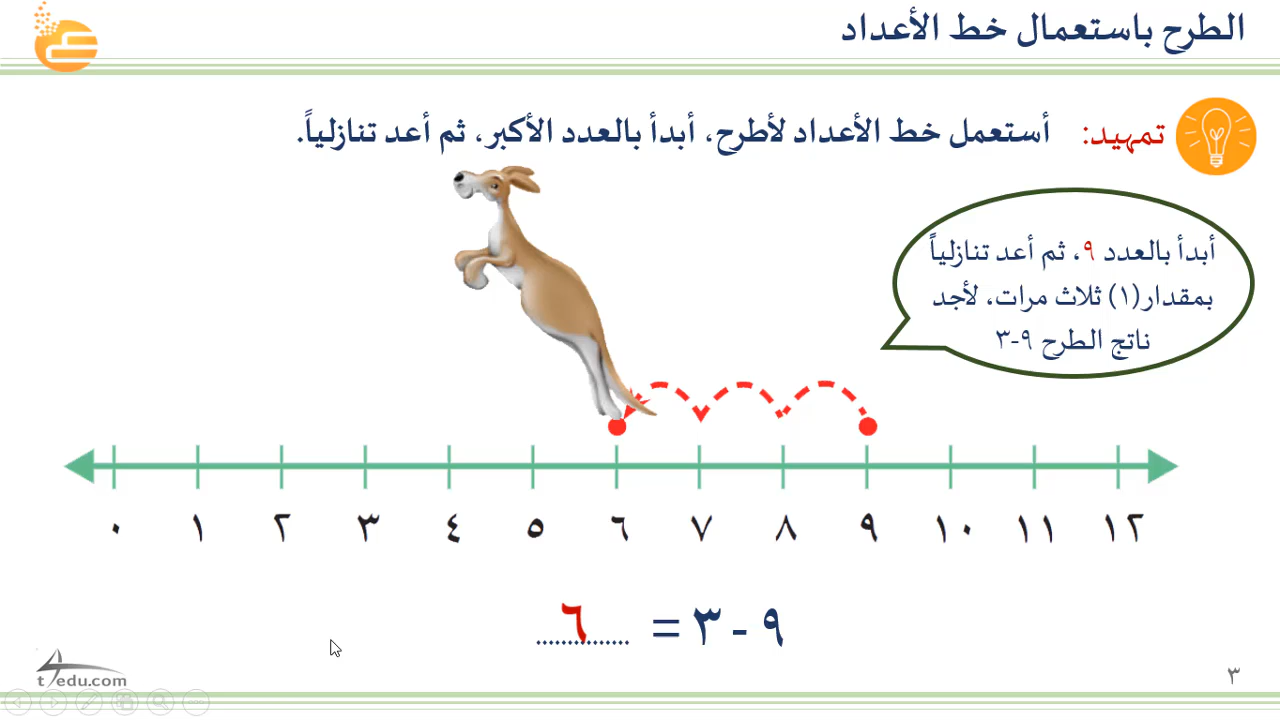 الطرح باستعمال خط الأعداد
تمهيد: أستعمل خط الأعداد لأطرح، أبدأ بالعدد الأكبر، ثم أعد تنازلياً.
أبدأ بالعدد ٩، ثم أعد تنازلياً
بمقدار(١) ثلاث مرات، لأجد
ناتج الطرح ٩-٣
٠ ١ ٢ ٣ ٤ ٥ ٦ ٧ ٨ ٩ ١٠ ١١ ١٢
٩ - ٣ = ٦
t4edu.com
٣